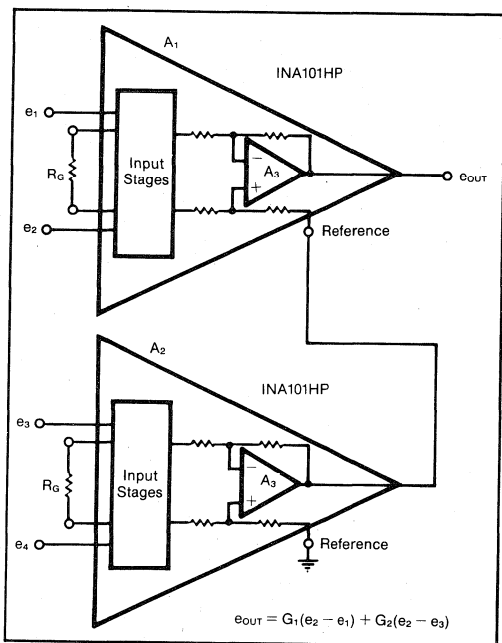 A1
INA101HP
e1
RG
e2
Input
Stages
−
A3
+
eOUT
Reference
A2
INA101HP
e3
RG
e4
Input
Stages
−
A3
+
Reference
eOUT = G1(e2 − e1) + G2(e2 − e3)